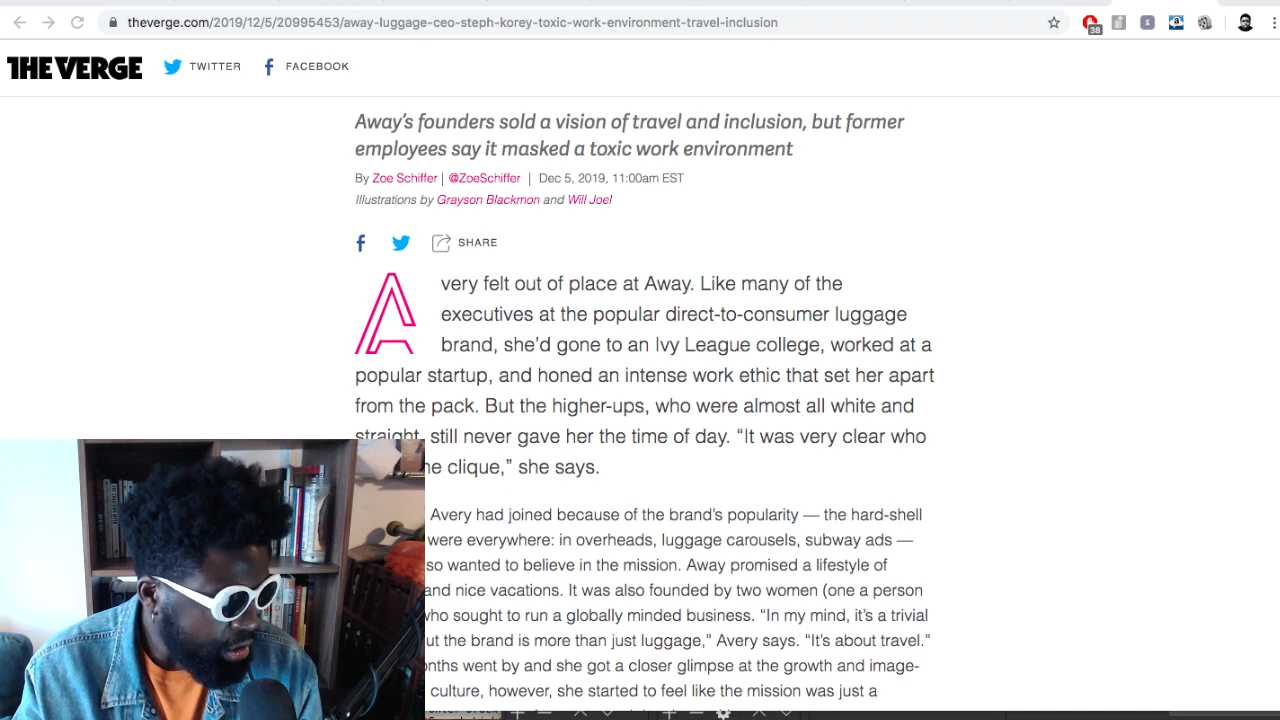 theverge.com/2019/12/5/20995453/away-luggage-ceo-steph-korey-toxic-work-environment-travel-inclusion
38
THE VERGE TWITTER FACEBOOK
Away’s founders sold a vision of travel and inclusion, but former
employees say it masked a toxic work environment
By Zoe Schiffer | @ZoeSchiffer | Dec 5, 2019, 11:00am EST
Illustrations by Grayson Blackmon and Will Joel
SHARE
Avery felt out of place at Away. Like many of the
executives at the popular direct-to-consumer luggage
brand, she’d gone to an Ivy League college, worked at a
popular startup, and honed an intense work ethic that set her apart
from the pack. But the higher-ups, who were almost all white and
straight, still never gave her the time of day. “It was very clear who
he clique,” she says.
Avery had joined because of the brand’s popularity — the hard-shell
were everywhere: in overheads, luggage carousels, subway ads —
so wanted to believe in the mission. Away promised a lifestyle of
and nice vacations. It was also founded by two women (one a person
who sought to run a globally minded business. “In my mind, it’s a trivial
ut the brand is more than just luggage,” Avery says. “It’s about travel.”
onths went by and she got a closer glimpse at the growth and image-
culture, however, she started to feel like the mission was just a